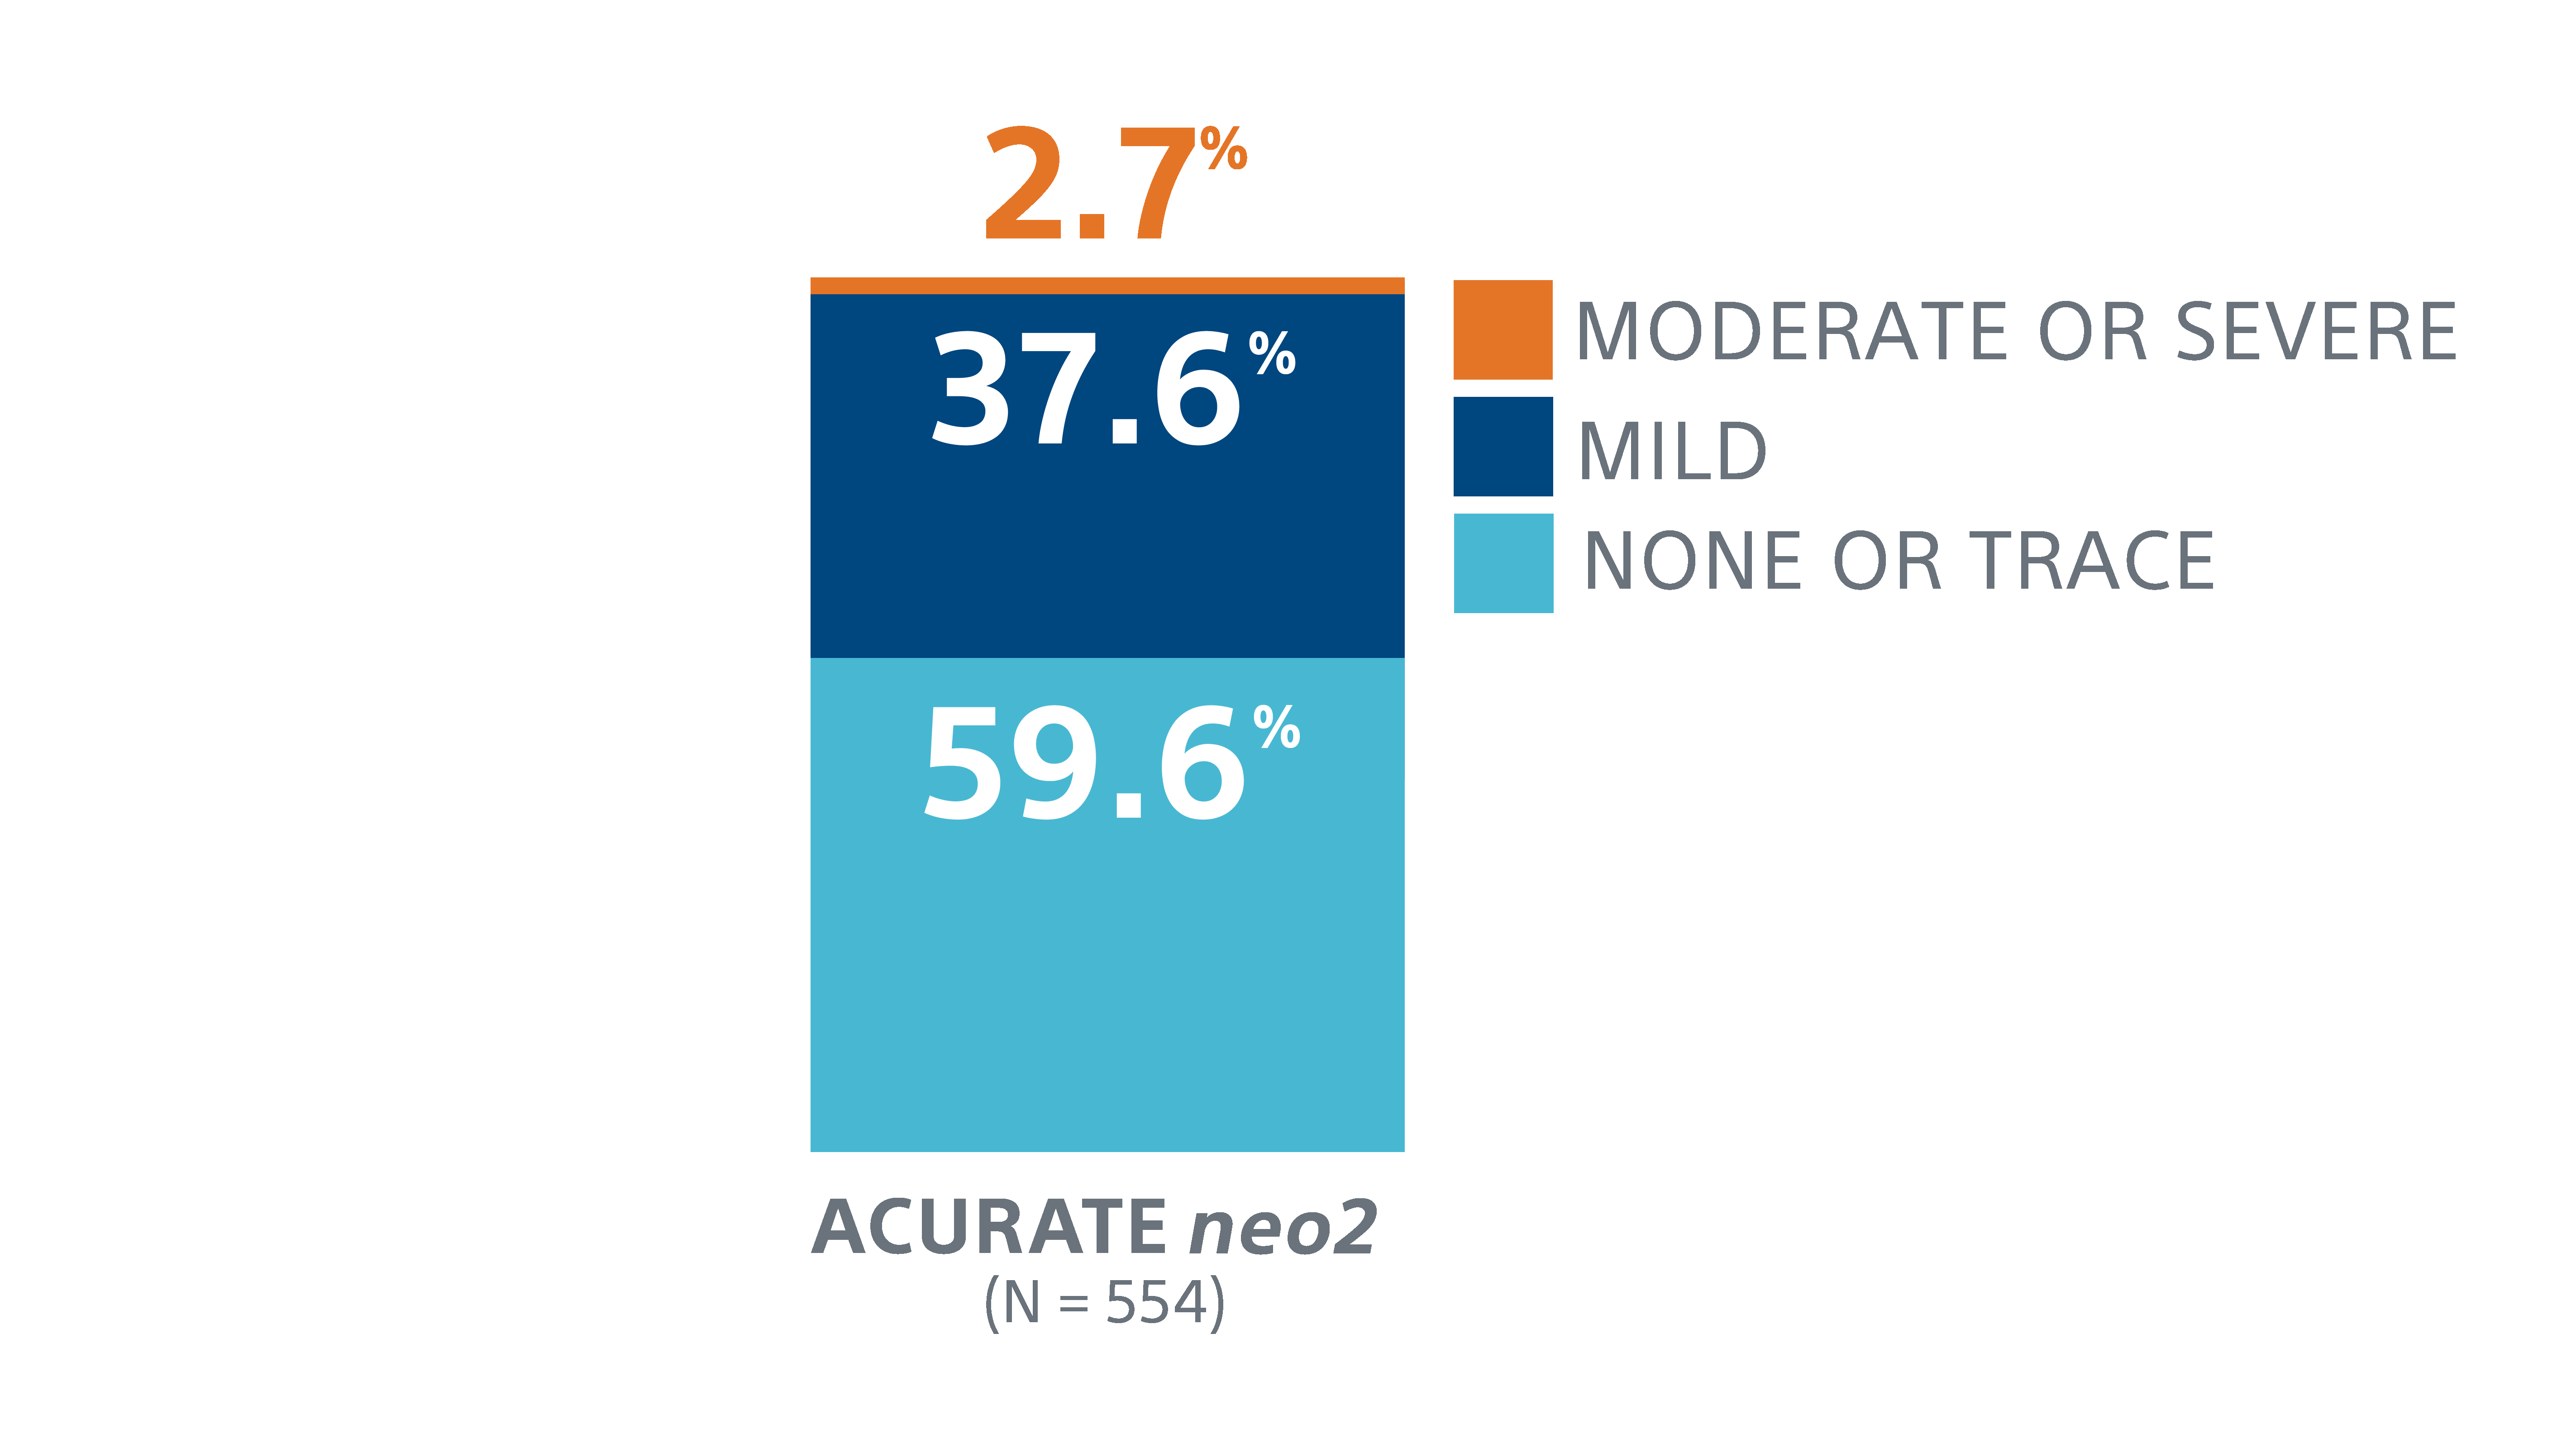 2.7%
37.6%
59.6%
MODERATE OR SEVERE
MILD
NONE OR TRACE
ACURATE neo2
(N = 554)